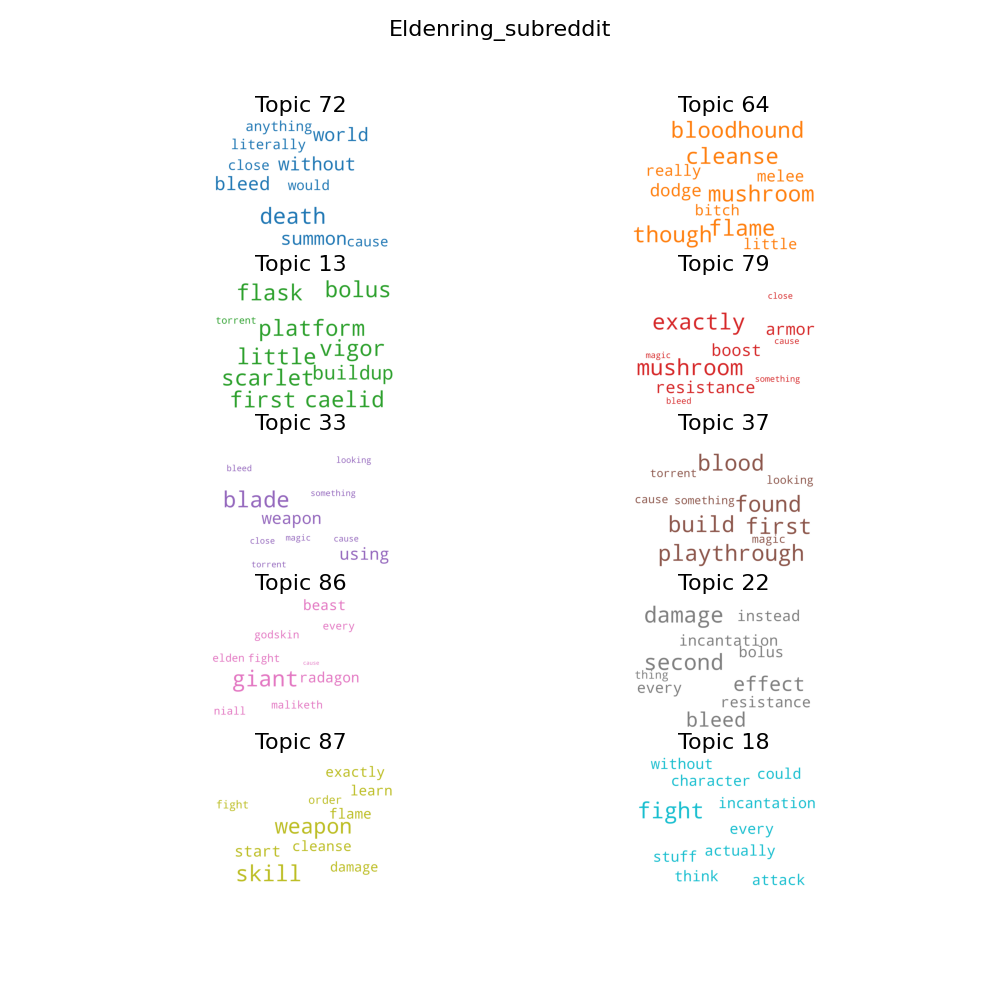 Eldenring_subreddit
Topic 72
anything
world
literally
close
without
bleed
would
death
summon
cause
Topic 64
bloodhound
cleanse
really
melee
dodge
mushroom
bitch
flame
though
little
Topic 13
flask
bolus
torrent
platform
little
vigor
scarlet
buildup
first
caelid
Topic 79
close
exactly
armor
cause
boost
magic
mushroom
something
resistance
bleed
Topic 33
looking
bleed
something
blade
weapon
close
magic
cause
using
torrent
Topic 37
blood
torrent
looking
cause
something
found
build
first
magic
playthrough
Topic 86
beast
every
godskin
elden
fight
cause
giant
radagon
maliketh
niall
Topic 22
damage
instead
incantation
bolus
second
thing
every
effect
resistance
bleed
Topic 87
exactly
learn
order
fight
flame
weapon
cleanse
start
damage
skill
Topic 18
without
could
character
fight
incantation
every
actually
stuff
think
attack